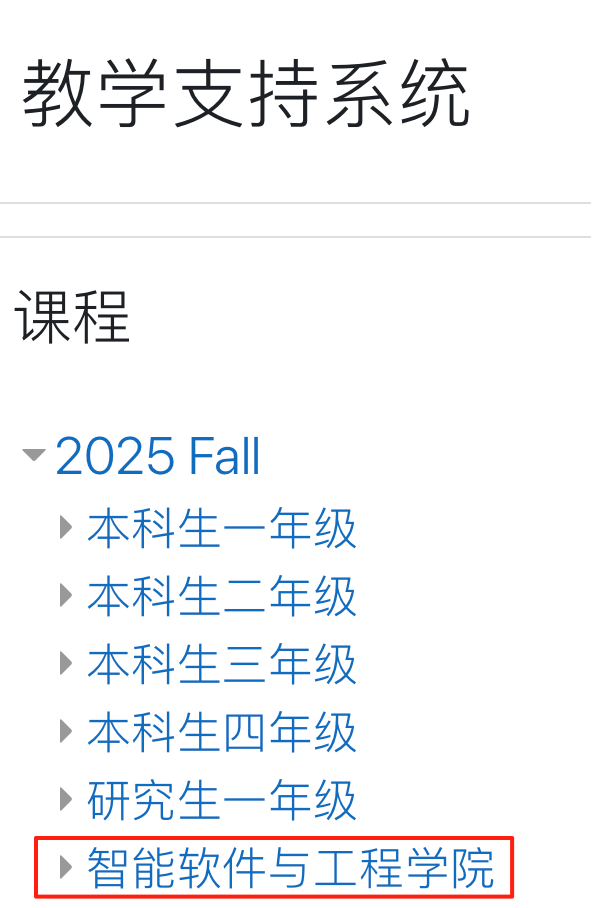 教学支持系统
课程
2025 Fall
本科生一年级
本科生二年级
本科生三年级
本科生四年级
研究生一年级
智能软件与工程学院